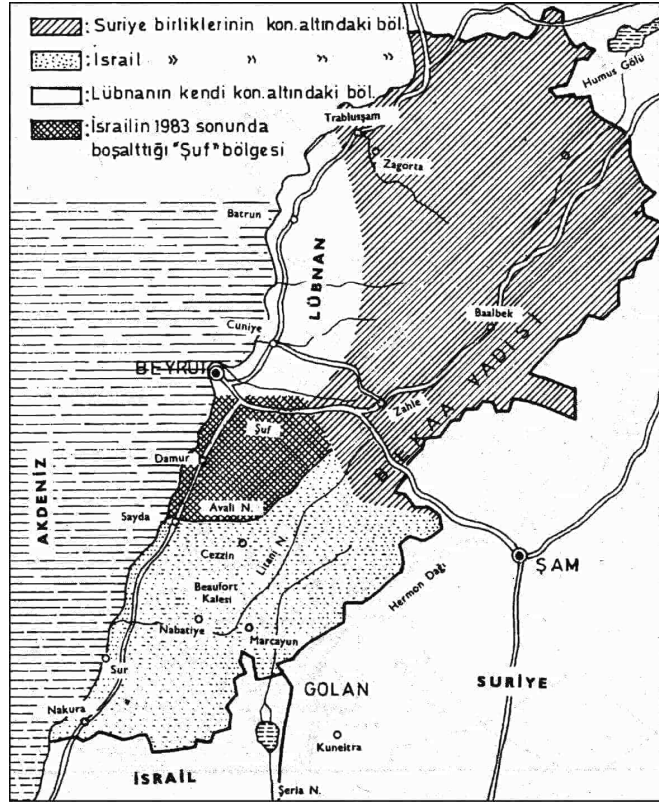 : Suriye birliklerinin kon.altındaki böl.
: İsrail » » » »
: Lübnanın kendi kon.altındaki böl.
: İsrailin 1983 sonunda
boşalttığı "Şuf" bölgesi
Humus Gölü
Trablusşam
Zagorta
Batrun
LÜBNAN
Cuniye
Baalbek
BEYRUT
Zahle
BEKAA VADİSİ
Şuf
Damur
AKDENİZ
Avali N.
Sayda
Cezzin
Litani N.
ŞAM
Hermon Dağı
Beaufort
Kalesi
Nabatiye
Marcayun
Sur
GOLAN
SURİYE
Nakura
Kuneitra
İSRAİL
Şeria N.